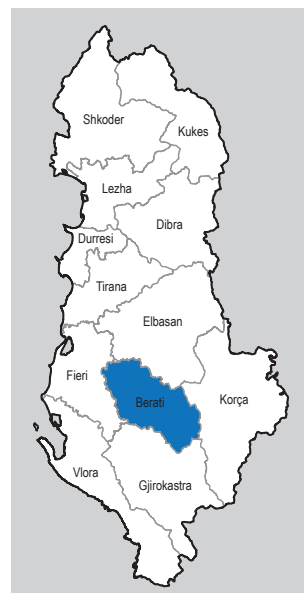 Shkoder
Kukes
Lezha
Dibra
Durresi
Tirana
Elbasan
Fieri
Berati
Korça
Vlora
Gjirokastra